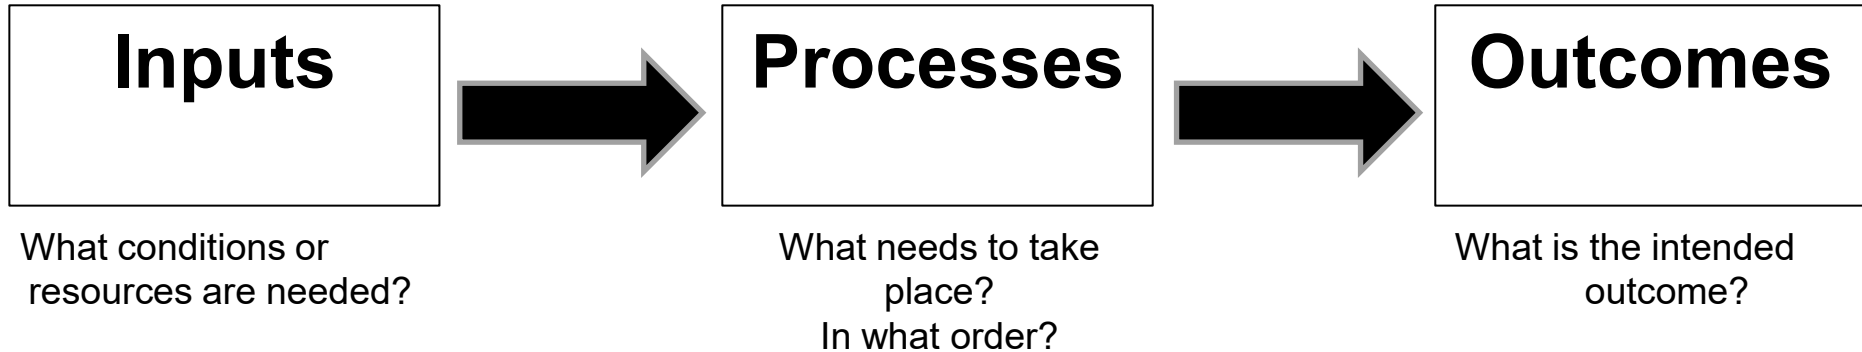 Inputs
What conditions or
resources are needed?
Processes
What needs to take
place?
In what order?
Outcomes
What is the intended
outcome?